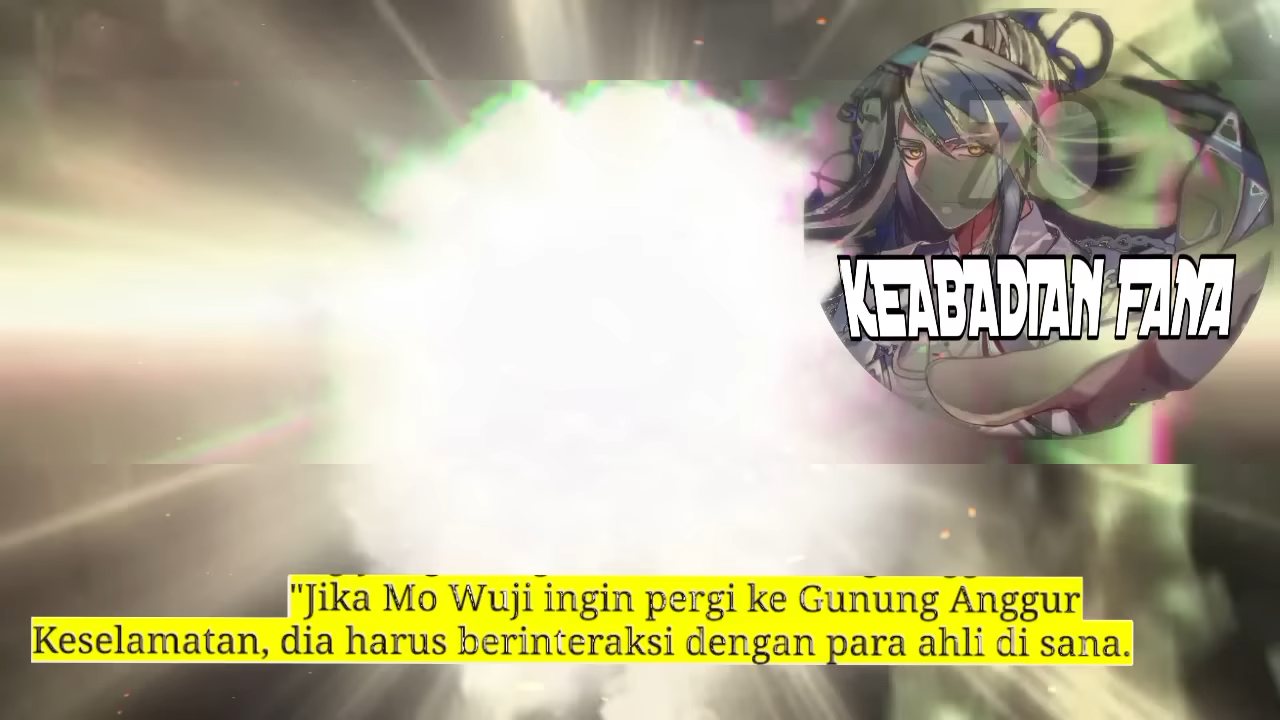 70
KEABADIAN FANA
"Jika Mo Wuji ingin pergi ke Gunung Anggur
Keselamatan, dia harus berinteraksi dengan para ahli di sana.